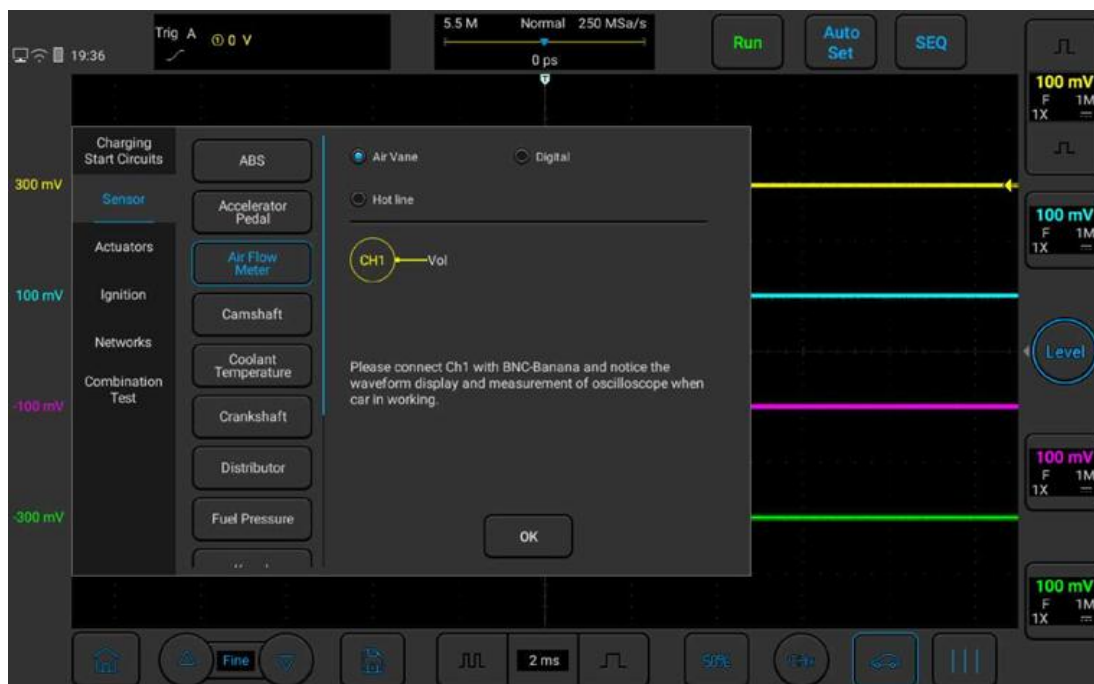 19:36
Trig A
① 0 V
5.5 M Normal 250 MSa/s
0 ps
T
Run
Auto
Set
SEQ
100 mV
F 1M
1X
300 mV
100 mV
-100 mV
-300 mV
Charging
Start Circuits
Sensor
Actuators
Ignition
Networks
Combination
Test
ABS
Accelerator
Pedal
Air Flow
Meter
Camshaft
Coolant
Temperature
Crankshaft
Distributor
Fuel Pressure
Air Vane
Digital
Hot line
CH1
Vol
Please connect Ch1 with BNC-Banana and notice the
waveform display and measurement of oscilloscope when
car in working.
OK
100 mV
F 1M
1X
Level
100 mV
F 1M
1X
100 mV
F 1M
1X
Fine
2 ms
50%